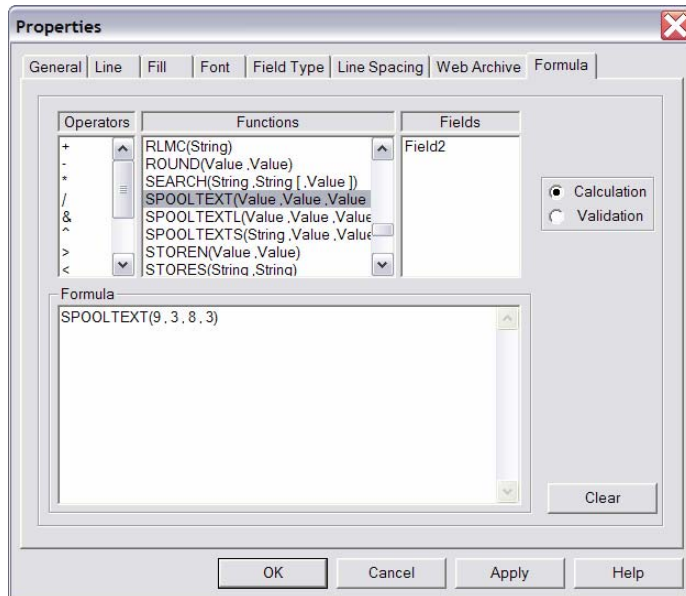 Properties
General Line Fill Font Field Type Line Spacing Web Archive Formula
Operators Functions Fields
+ RLMC(String) Field2
- ROUND(Value ,Value)
* SEARCH(String ,String [ ,Value ])
/ SPOOLTEXT(Value ,Value ,Value
& SPOOLTEXTL(Value ,Value ,Value
^ SPOOLTEXTS(String ,Value ,Value
> STOREN(Value ,Value)
< STORES(String ,String)
Calculation
Validation
Formula
SPOOLTEXT(9 , 3 , 8 , 3)
Clear
OK Cancel Apply Help